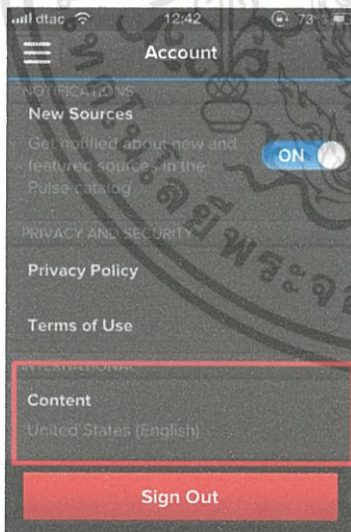 dtac 12:42 73%
Account
NOTIFICATIONS
New Sources
Get notified about new and
featured sources in the
Pulse catalog
ON
PRIVACY AND SECURITY
Privacy Policy
Terms of Use
INTERNATIONAL
Content
United States (English)
Sign Out